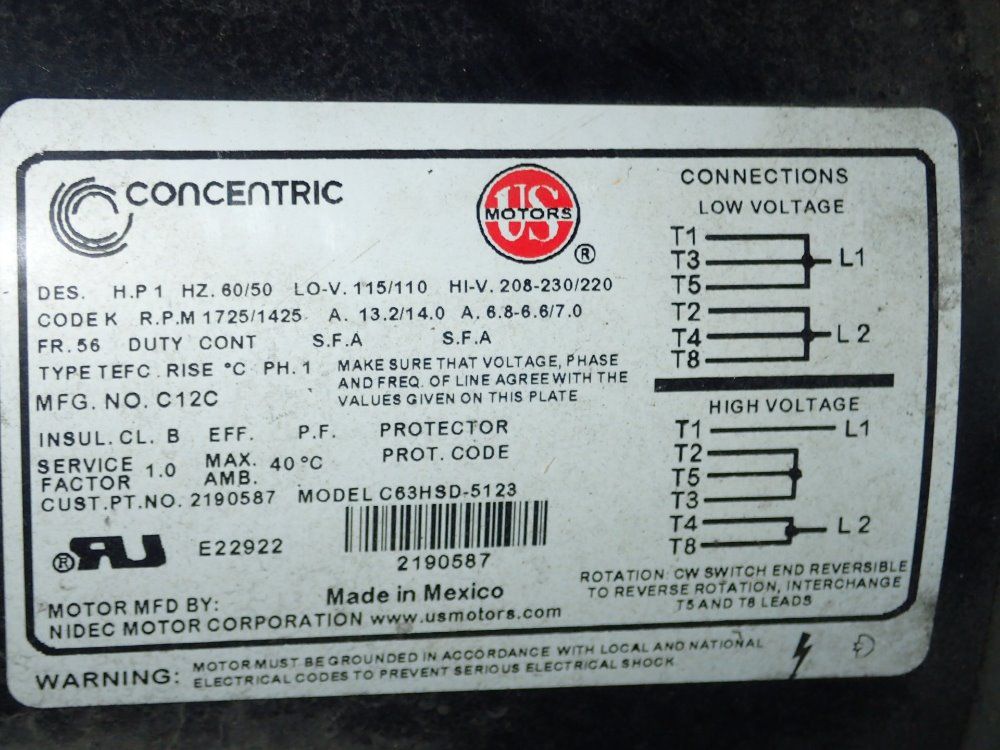 CONCENTRIC
US
MOTORS
®
DES. H.P 1 HZ. 60/50 LO-V. 115/110 HI-V. 208-230/220
CODE K R.P.M 1725/1425 A. 13.2/14.0 A. 6.8-6.6/7.0
FR. 56 DUTY CONT S.F.A S.F.A
TYPE TEFC . RISE °C PH. 1
MAKE SURE THAT VOLTAGE, PHASE
AND FREQ. OF LINE AGREE WITH THE
VALUES GIVEN ON THIS PLATE
MFG. NO. C12C
INSUL. CL. B EFF. P.F. PROTECTOR
SERVICE FACTOR 1.0 MAX. AMB. 40 °C PROT. CODE
CUST. PT. NO. 2190587 MODEL C63HSD-5123
® RU E22922
2190587
Made in Mexico
MOTOR MFD BY:
NIDEC MOTOR CORPORATION www.usmotors.com
CONNECTIONS
LOW VOLTAGE
T1
T3 L1
T5
T2
T4 L 2
T8
HIGH VOLTAGE
T1 L1
T2
T5
T3
T4 L 2
T8
ROTATION: CW SWITCH END REVERSIBLE
TO REVERSE ROTATION, INTERCHANGE
T5 AND T8 LEADS
WARNING: MOTOR MUST BE GROUNDED IN ACCORDANCE WITH LOCAL AND NATIONAL
ELECTRICAL CODES TO PREVENT SERIOUS ELECTRICAL SHOCK